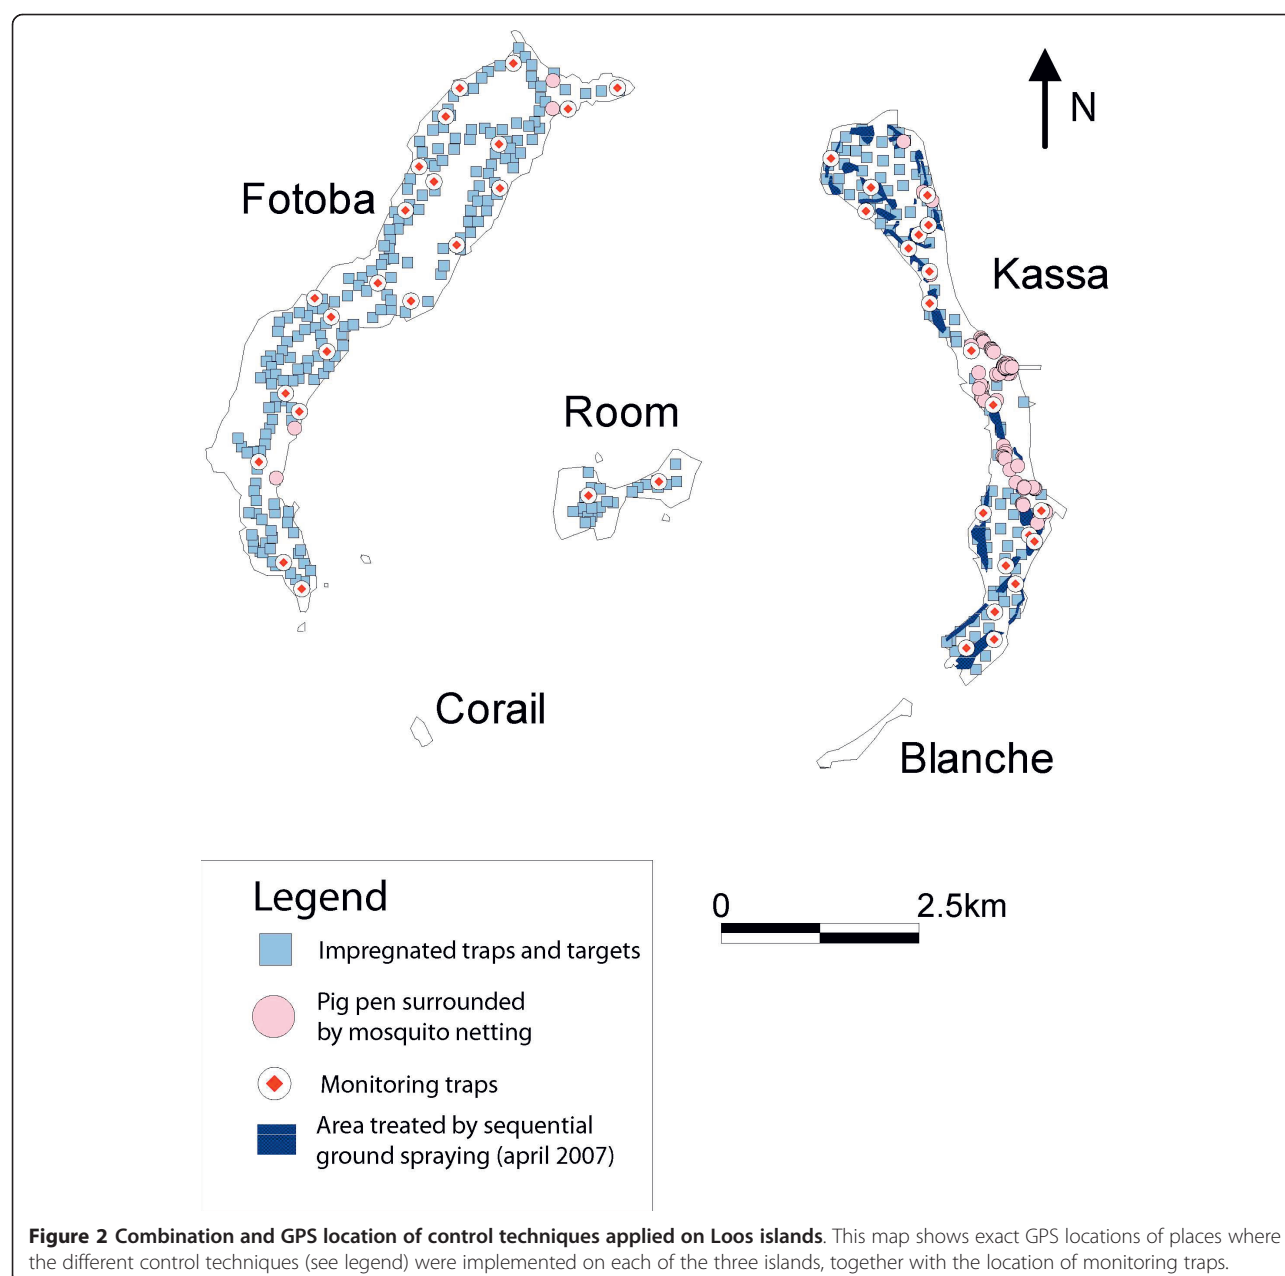 N
Fotoba
Kassa
Room
Corail
Blanche
Legend
Impregnated traps and targets
Pig pen surrounded
by mosquito netting
Monitoring traps
Area treated by sequential
ground spraying (april 2007)
0 2.5km
Figure 2 Combination and GPS location of control techniques applied on Loos islands. This map shows exact GPS locations of places where
the different control techniques (see legend) were implemented on each of the three islands, together with the location of monitoring traps.